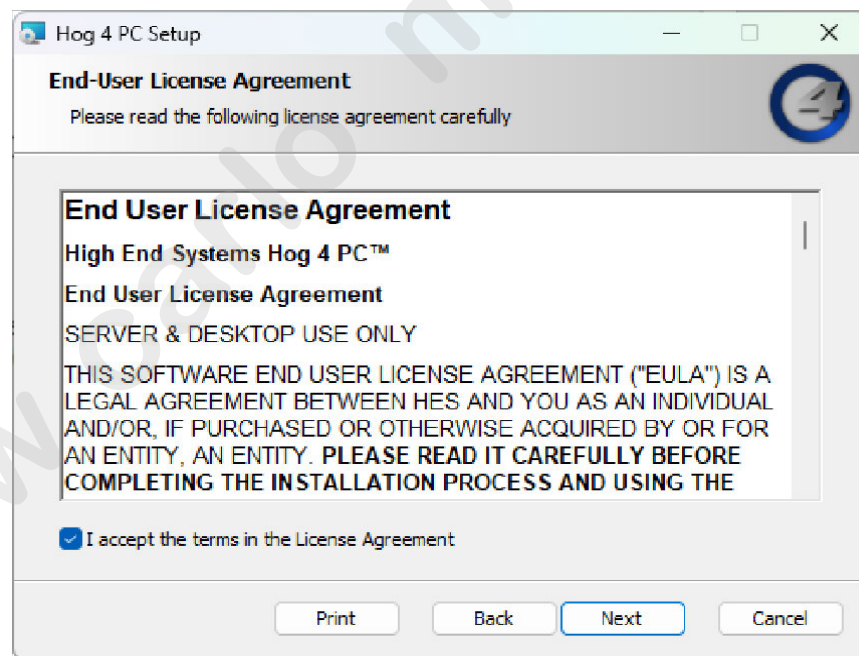 Hog 4 PC Setup
End-User License Agreement
Please read the following license agreement carefully
4
End User License Agreement
High End Systems Hog 4 PC™
End User License Agreement
SERVER & DESKTOP USE ONLY
THIS SOFTWARE END USER LICENSE AGREEMENT ("EULA") IS A
LEGAL AGREEMENT BETWEEN HES AND YOU AS AN INDIVIDUAL
AND/OR, IF PURCHASED OR OTHERWISE ACQUIRED BY OR FOR
AN ENTITY, AN ENTITY. PLEASE READ IT CAREFULLY BEFORE
COMPLETING THE INSTALLATION PROCESS AND USING THE
I accept the terms in the License Agreement
Print Back Next Cancel
w.carlo m